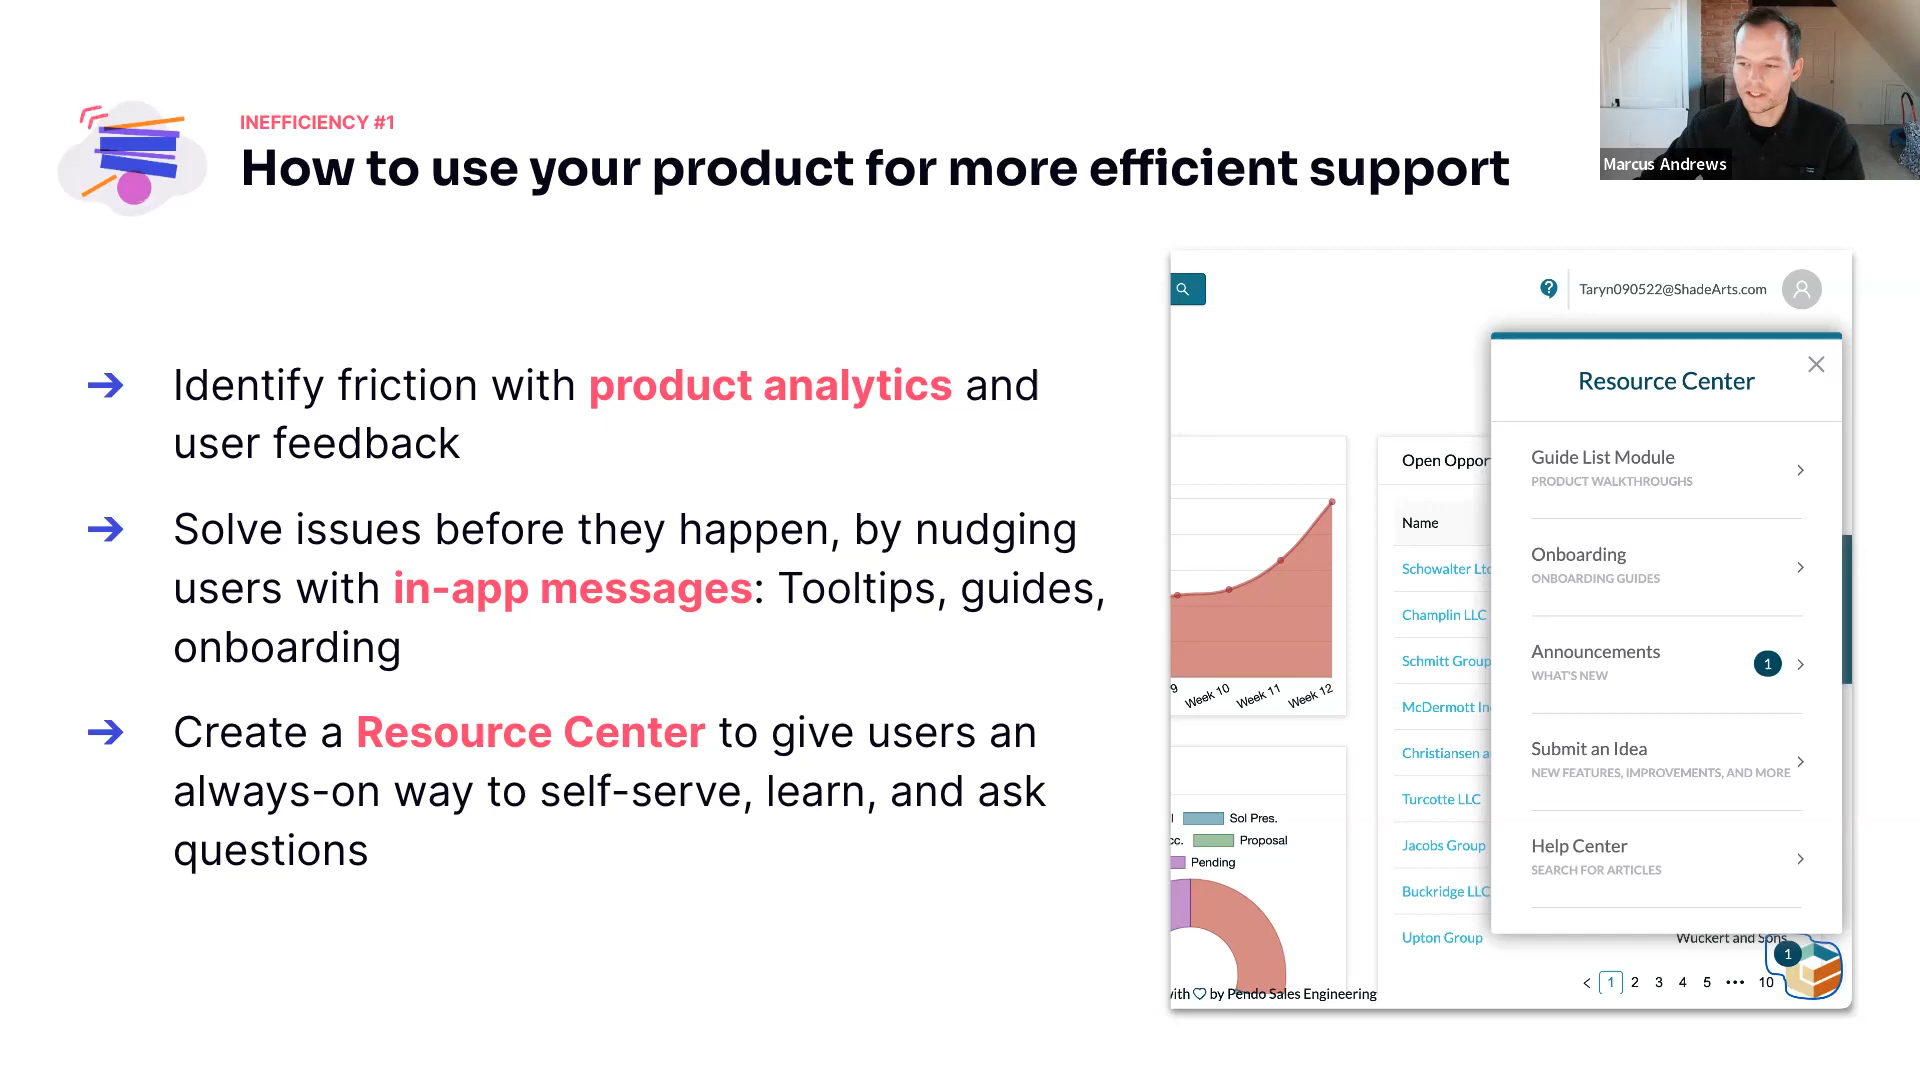 INEFFICIENCY #1
How to use your product for more efficient support
Marcus Andrews
Identify friction with product analytics and
user feedback
Solve issues before they happen, by nudging
users with in-app messages: Tooltips, guides,
onboarding
Create a Resource Center to give users an
always-on way to self-serve, learn, and ask
questions
Taryn090522@ShadeArts.com
Resource Center
Guide List Module
PRODUCT WALKTHROUGHS
Onboarding
ONBOARDING GUIDES
Announcements
WHAT'S NEW
1
Submit an Idea
NEW FEATURES, IMPROVEMENTS, AND MORE
Help Center
SEARCH FOR ARTICLES
Open Oppor
Name
Schowalter Ltd
Champlin LLC
Schmitt Group
McDermott In
Christiansen a
Turcotte LLC
Jacobs Group
Buckridge LLC
Upton Group
Wuckert and Sons
9 Week 10 Week 11 Week 12
Sol Pres.
cc. Proposal
Pending
with ♡ by Pendo Sales Engineering
< 1 2 3 4 5 ••• 10
1